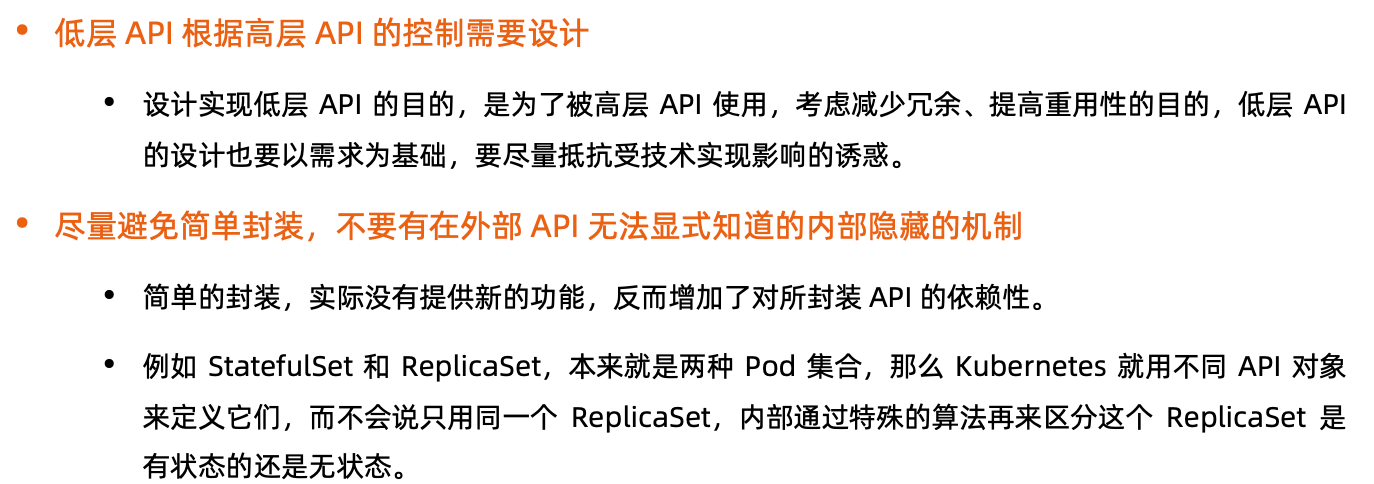 • 低层 API 根据高层 API 的控制需要设计
• 设计实现低层 API 的目的，是为了被高层 API 使用，考虑减少冗余、提高重用性的目的，低层 API
的设计也要以需求为基础，要尽量抵抗受技术实现影响的诱惑。
• 尽量避免简单封装，不要有在外部 API 无法显式知道的内部隐藏的机制
• 简单的封装，实际没有提供新的功能，反而增加了对所封装 API 的依赖性。
• 例如 StatefulSet 和 ReplicaSet，本来就是两种 Pod 集合，那么 Kubernetes 就用不同 API 对象
来定义它们，而不会说只用同一个 ReplicaSet，内部通过特殊的算法再来区分这个 ReplicaSet 是
有状态的还是无状态。